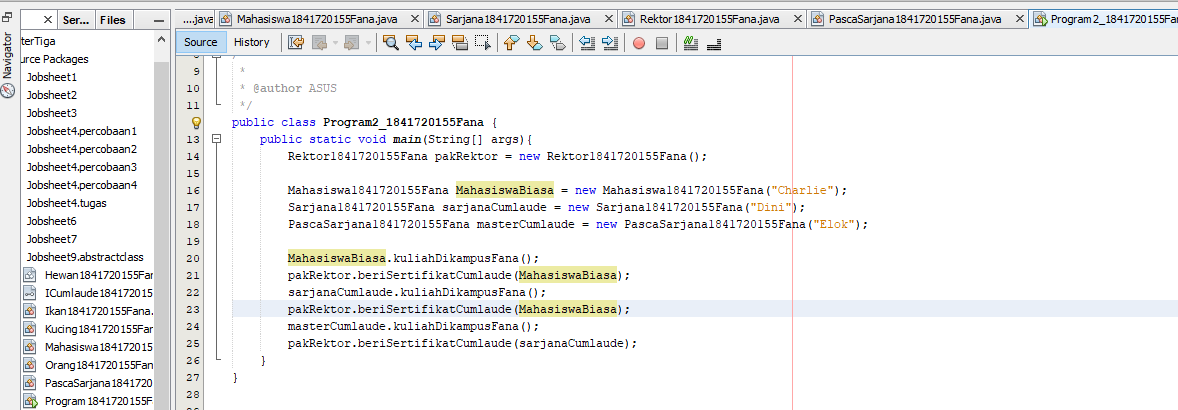 Ser... Files
....java Mahasiswa1841720155Fana.java Sarjana1841720155Fana.java Rektor1841720155Fana.java PascaSarjana1841720155Fana.java Program2_1841720155Fan
Navigator
Source History
terTiga
urce Packages
Jobsheet1
Jobsheet2
Jobsheet3
Jobsheet4.percobaan1
Jobsheet4.percobaan2
Jobsheet4.percobaan3
Jobsheet4.percobaan4
Jobsheet4.tugas
Jobsheet6
Jobsheet7
Jobsheet9.abstractclass
Hewan1841720155Fan
ICumlaude184172015
Ikan1841720155Fana.
Kucing1841720155Fan
Mahasiswa184172015
Orang1841720155Fan
PascaSarjana184172
Program1841720155F
9 *
10 * @author ASUS
11 */
public class Program2_1841720155Fana {
13 public static void main(String[] args){
14 Rektor1841720155Fana pakRektor = new Rektor1841720155Fana();
15
16 Mahasiswa1841720155Fana MahasiswaBiasa = new Mahasiswa1841720155Fana("Charlie");
17 Sarjana1841720155Fana sarjanaCumlaude = new Sarjana1841720155Fana("Dini");
18 PascaSarjana1841720155Fana masterCumlaude = new PascaSarjana1841720155Fana("Elok");
19
20 MahasiswaBiasa.kuliahDikampusFana();
21 pakRektor.beriSertifikatCumlaude(MahasiswaBiasa);
22 sarjanaCumlaude.kuliahDikampusFana();
23 pakRektor.beriSertifikatCumlaude(MahasiswaBiasa);
24 masterCumlaude.kuliahDikampusFana();
25 pakRektor.beriSertifikatCumlaude(sarjanaCumlaude);
26 }
27 }
28